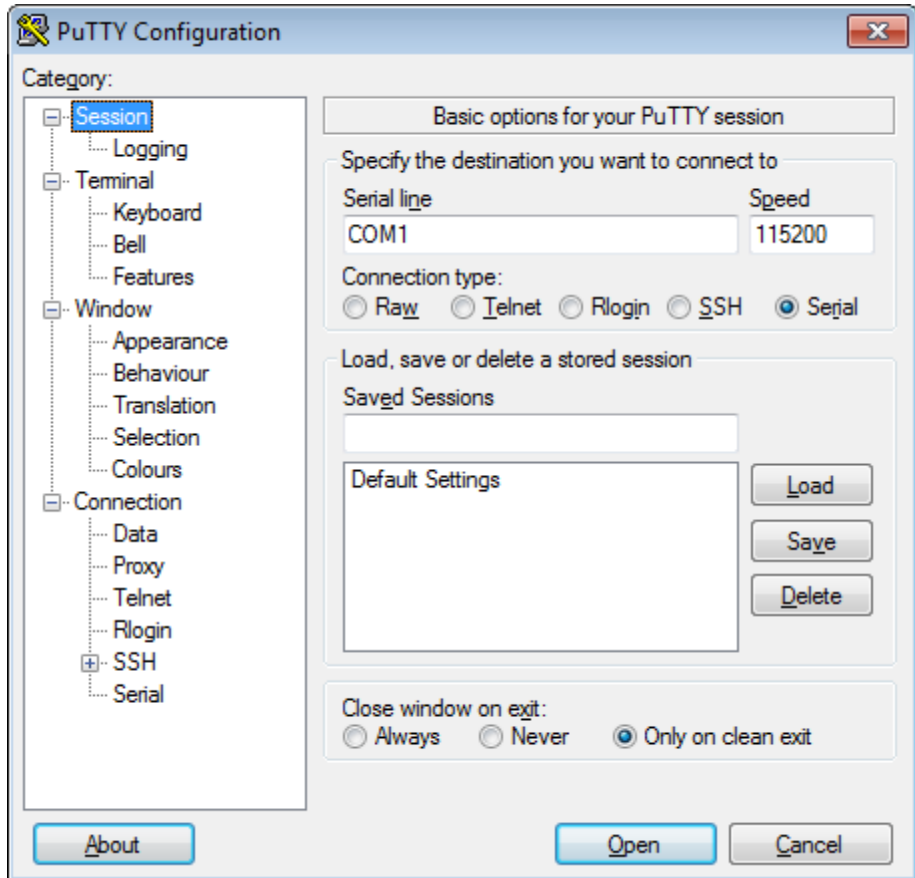 PuTTY Configuration
Category:
Session
Logging
Terminal
Keyboard
Bell
Features
Window
Appearance
Behaviour
Translation
Selection
Colours
Connection
Data
Proxy
Telnet
Rlogin
SSH
Serial
Basic options for your PuTTY session
Specify the destination you want to connect to
Serial line Speed
COM1 115200
Connection type:
Raw Telnet Rlogin SSH Serial
Load, save or delete a stored session
Saved Sessions
Default Settings
Load
Save
Delete
Close window on exit:
Always Never Only on clean exit
About Open Cancel